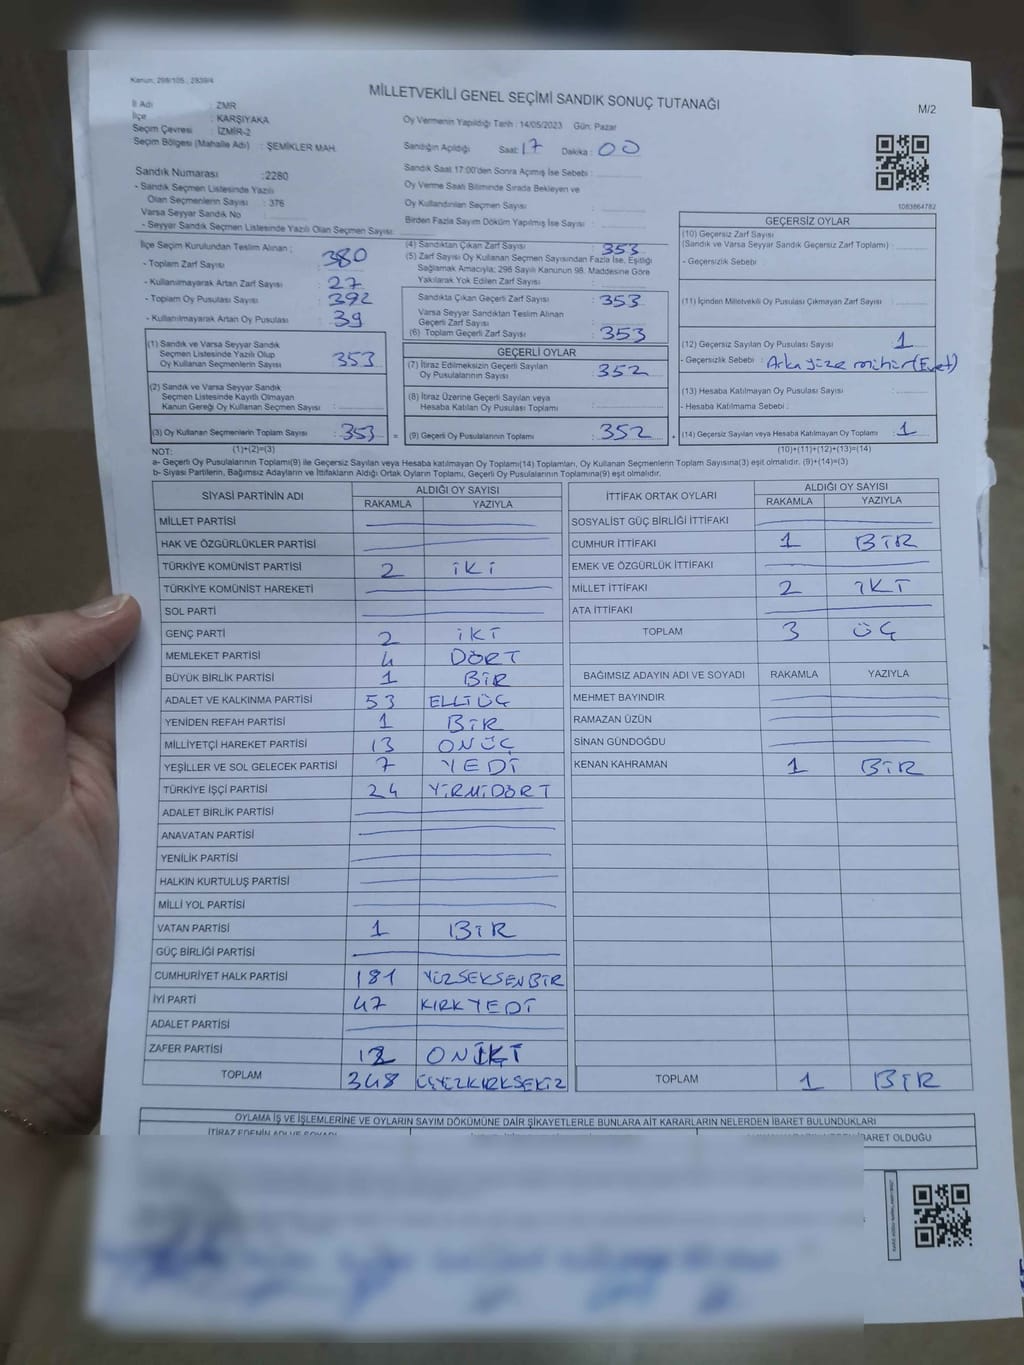 Kanun: 298/105 , 2839/4
MİLLETVEKİLİ GENEL SEÇİMİ SANDIK SONUÇ TUTANAĞI
M/2
İl Adı : ZMR
İlçe : KARŞIYAKA
Seçim Çevresi : İZMİR-2
Seçim Bölgesi (Mahalle Adı) : ŞEMİKLER MAH.
Oy Vermenin Yapıldığı Tarih : 14/05/2023 Gün: Pazar
Sandığın Açıldığı Saat: 17 Dakika: 00
Sandık Saat 17:00'den Sonra Açılmış İse Sebebi :
Oy Verme Saati Bitiminde Sırada Bekleyen ve
Oy Kullandırılan Seçmen Sayısı :
Birden Fazla Sayım Döküm Yapılmış İse Sayısı :
1083864782
Sandık Numarası :2280
- Sandık Seçmen Listesinde Yazılı
Olan Seçmenlerin Sayısı : 376
Varsa Seyyar Sandık No
- Seyyar Sandık Seçmen Listesinde Yazılı Olan Seçmen Sayısı:
İlçe Seçim Kurulundan Teslim Alınan ;
- Toplam Zarf Sayısı : 380
- Kullanılmayarak Artan Zarf Sayısı : 27
- Toplam Oy Pusulası Sayısı : 392
- Kullanılmayarak Artan Oy Pusulası : 39
(4) Sandıktan Çıkan Zarf Sayısı : 353
(5) Zarf Sayısı Oy Kullanan Seçmen Sayısından Fazla İse, Eşitliği
Sağlamak Amacıyla; 298 Sayılı Kanunun 98. Maddesine Göre
Yakılarak Yok Edilen Zarf Sayısı :
Sandıkta Çıkan Geçerli Zarf Sayısı : 353
Varsa Seyyar Sandıktan Teslim Alınan
Geçerli Zarf Sayısı :
(6) Toplam Geçerli Zarf Sayısı : 353
GEÇERSİZ OYLAR
(10) Geçersiz Zarf Sayısı
(Sandık ve Varsa Seyyar Sandık Geçersiz Zarf Toplamı) :
- Geçersizlik Sebebi :
(11) İçinden Milletvekili Oy Pusulası Çıkmayan Zarf Sayısı :
(12) Geçersiz Sayılan Oy Pusulası Sayısı : 1
- Geçersizlik Sebebi : Arka yüze mühür (Evet)
(13) Hesaba Katılmayan Oy Pusulası Sayısı :
- Hesaba Katılmama Sebebi :
(14) Geçersiz Sayılan veya Hesaba Katılmayan Oy Toplamı : 1
(1) Sandık ve Varsa Seyyar Sandık
Seçmen Listesinde Yazılı Olup
Oy Kullanan Seçmenlerin Sayısı : 353
(2) Sandık ve Varsa Seyyar Sandık
Seçmen Listesinde Kayıtlı Olmayan
Kanun Gereği Oy Kullanan Seçmen Sayısı :
(3) Oy Kullanan Seçmenlerin Toplam Sayısı : 353 =
GEÇERLİ OYLAR
(7) İtiraz Edilmeksizin Geçerli Sayılan
Oy Pusulalarının Sayısı : 352
(8) İtiraz Üzerine Geçerli Sayılan veya
Hesaba Katılan Oy Pusulası Toplamı :
(9) Geçerli Oy Pusulalarının Toplamı : 352 +
NOT: (1)+(2)=(3) (10)+(11)+(12)+(13)=(14)
a- Geçerli Oy Pusulalarının Toplamı(9) ile Geçersiz Sayılan veya Hesaba katılmayan Oy Toplamı(14) Toplamları, Oy Kullanan Seçmenlerin Toplam Sayısına(3) eşit olmalıdır. (9)+(14)=(3)
b- Siyasi Partilerin, Bağımsız Adayların ve İttifakların Aldığı Ortak Oyların Toplamı, Geçerli Oy Pusulalarının Toplamına(9) eşit olmalıdır.
SİYASİ PARTİNİN ADI ALDIĞI OY SAYISI
RAKAMLA YAZIYLA
MİLLET PARTİSİ
HAK VE ÖZGÜRLÜKLER PARTİSİ
TÜRKİYE KOMÜNİST PARTİSİ 2 İKİ
TÜRKİYE KOMÜNİST HAREKETİ
SOL PARTİ
GENÇ PARTİ 2 İKİ
MEMLEKET PARTİSİ 4 DÖRT
BÜYÜK BİRLİK PARTİSİ 1 BİR
ADALET VE KALKINMA PARTİSİ 53 ELLİÜÇ
YENİDEN REFAH PARTİSİ 1 BİR
MİLLİYETÇİ HAREKET PARTİSİ 13 ONÜÇ
YEŞİLLER VE SOL GELECEK PARTİSİ 7 YEDİ
TÜRKİYE İŞÇİ PARTİSİ 24 YİRMİDÖRT
ADALET BİRLİK PARTİSİ
ANAVATAN PARTİSİ
YENİLİK PARTİSİ
HALKIN KURTULUŞ PARTİSİ
MİLLİ YOL PARTİSİ
VATAN PARTİSİ 1 BİR
GÜÇ BİRLİĞİ PARTİSİ
CUMHURİYET HALK PARTİSİ 181 YÜZSEKSENBİR
İYİ PARTİ 47 KIRKYEDİ
ADALET PARTİSİ
ZAFER PARTİSİ 12 ONİKİ
TOPLAM 348 ÜÇYÜZKIRKSEKİZ
İTTİFAK ORTAK OYLARI ALDIĞI OY SAYISI
RAKAMLA YAZIYLA
SOSYALİST GÜÇ BİRLİĞİ İTTİFAKI
CUMHUR İTTİFAKI 1 BİR
EMEK VE ÖZGÜRLÜK İTTİFAKI
MİLLET İTTİFAKI 2 İKİ
ATA İTTİFAKI
TOPLAM 3 ÜÇ
BAĞIMSIZ ADAYIN ADI VE SOYADI RAKAMLA YAZIYLA
MEHMET BAYINDIR
RAMAZAN ÜZÜN
SİNAN GÜNDOĞDU
KENAN KAHRAMAN 1 BİR
TOPLAM 1 BİR
OYLAMA İŞ VE İŞLEMLERİNE VE OYLARIN SAYIM DÖKÜMÜNE DAİR ŞİKAYETLERLE BUNLARA AİT KARARLARIN NELERDEN İBARET BULUNDUKLARI
İTİRAZ EDENİN ADI VE SOYADI
İBARET OLDUĞU